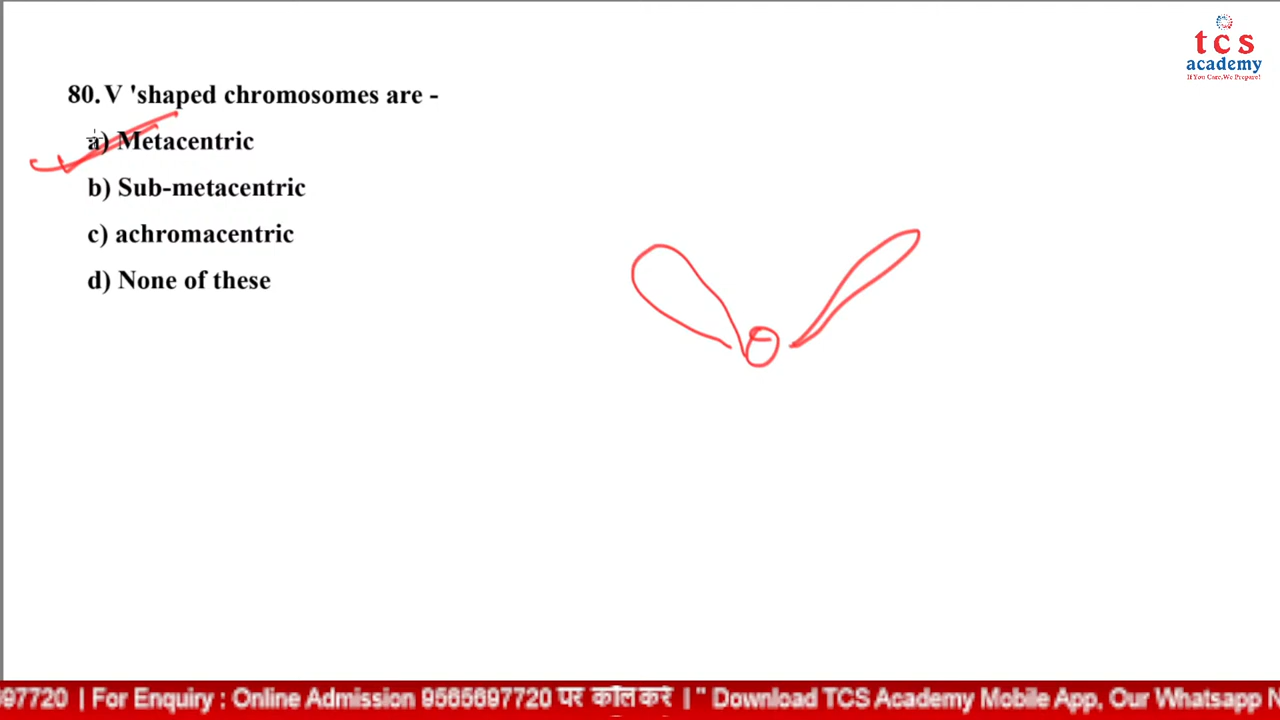 tcs
academy
If You Care,We Prepare!
80. V 'shaped chromosomes are -
a) Metacentric
b) Sub-metacentric
c) achromacentric
d) None of these
97720 | For Enquiry : Online Admission 9565697720 पर कॉल करें | " Download TCS Academy Mobile App, Our Whatsapp N